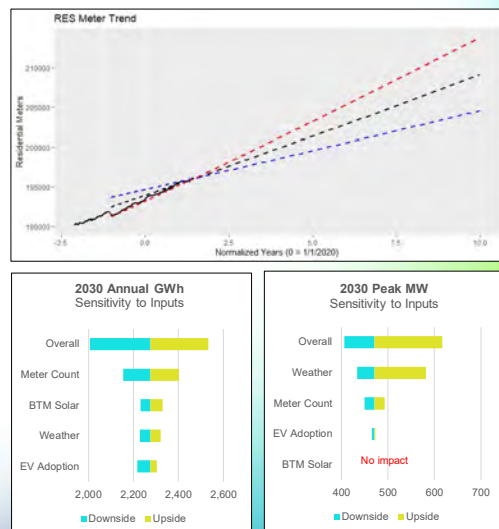 RES Meter Trend
Residential Meters
210000
205000
200000
195000
190000
-2.5
0.0
2.5
5.0
7.5
10.0
Normalized Years (0 = 1/1/2020)
2030 Annual GWh
Sensitivity to Inputs
Overall
Meter Count
BTM Solar
Weather
EV Adoption
2,000
2,200
2,400
2,600
Downside
Upside
2030 Peak MW
Sensitivity to Inputs
Overall
Weather
Meter Count
EV Adoption
BTM Solar
No impact
400
500
600
700
Downside
Upside